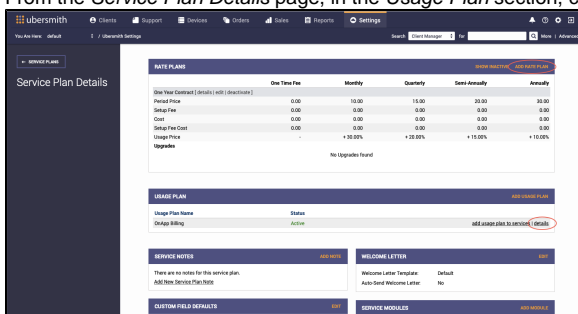 From the Service Plan Details page, in the Usage Plan section, c
ubersmith Clients Support Devices Orders Sales Reports Settings
You Are Here: default / Ubersmith Settings Search Client Manager for More | Advanced
← SERVICE PLANS
Service Plan Details
RATE PLANS SHOW INACTIVE ADD RATE PLAN
One Time Fee Monthly Quarterly Semi-Annually Annually
One Year Contract [ details | edit | deactivate ]
Period Price 0.00 10.00 15.00 20.00 30.00
Setup Fee 0.00 0.00 0.00 0.00 0.00
Cost 0.00 0.00 0.00 0.00 0.00
Setup Fee Cost 0.00 0.00 0.00 0.00 0.00
Usage Price - + 30.00% + 20.00% + 15.00% + 10.00%
Upgrades
No Upgrades found
USAGE PLAN ADD USAGE PLAN
Usage Plan Name Status
OnApp Billing Active add usage plan to services | details
SERVICE NOTES ADD NOTE
There are no notes for this service plan.
Add New Service Plan Note
WELCOME LETTER EDIT
Welcome Letter Template: Default
Auto-Send Welcome Letter: No
CUSTOM FIELD DEFAULTS EDIT
SERVICE MODULES ADD MODULE